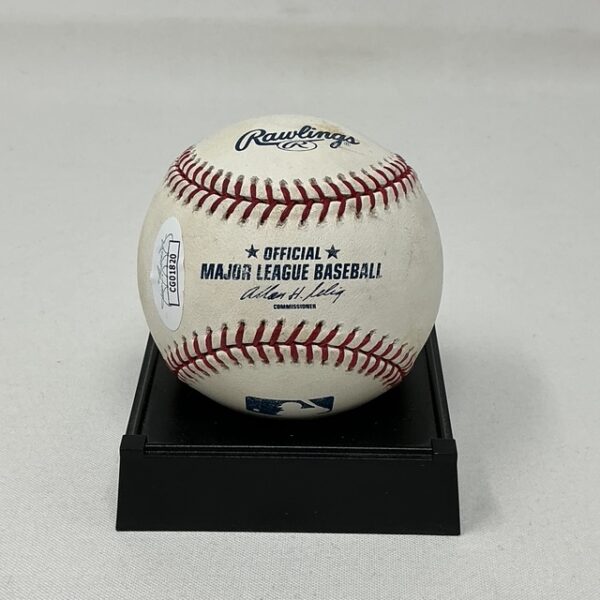 Rawlings
R
OFFICIAL
MAJOR LEAGUE BASEBALL
Allan H. Selig
COMMISSIONER
CG01820